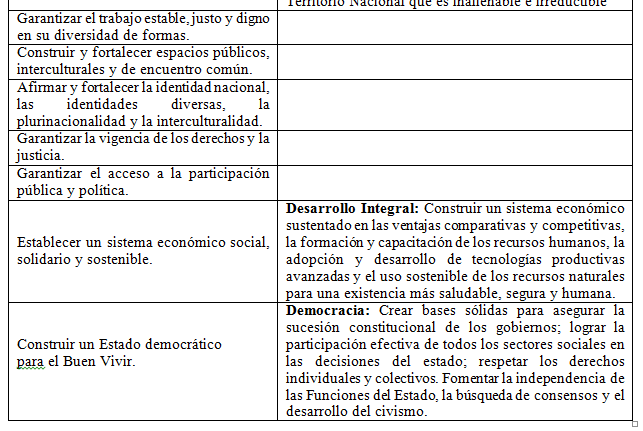 Territorio Nacional que es inalienable e irreductible
Garantizar el trabajo estable, justo y digno
en su diversidad de formas.
Construir y fortalecer espacios públicos,
interculturales y de encuentro común.
Afirmar y fortalecer la identidad nacional,
las identidades diversas, la
plurinacionalidad y la interculturalidad.
Garantizar la vigencia de los derechos y la
justicia.
Garantizar el acceso a la participación
pública y política.
Establecer un sistema económico social,
solidario y sostenible.
Desarrollo Integral: Construir un sistema económico
sustentado en las ventajas comparativas y competitivas,
la formación y capacitación de los recursos humanos, la
adopción y desarrollo de tecnologías productivas
avanzadas y el uso sostenible de los recursos naturales
para una existencia más saludable, segura y humana.
Construir un Estado democrático
para el Buen Vivir.
Democracia: Crear bases sólidas para asegurar la
sucesión constitucional de los gobiernos; lograr la
participación efectiva de todos los sectores sociales en
las decisiones del estado; respetar los derechos
individuales y colectivos. Fomentar la independencia de
las Funciones del Estado, la búsqueda de consensos y el
desarrollo del civismo.